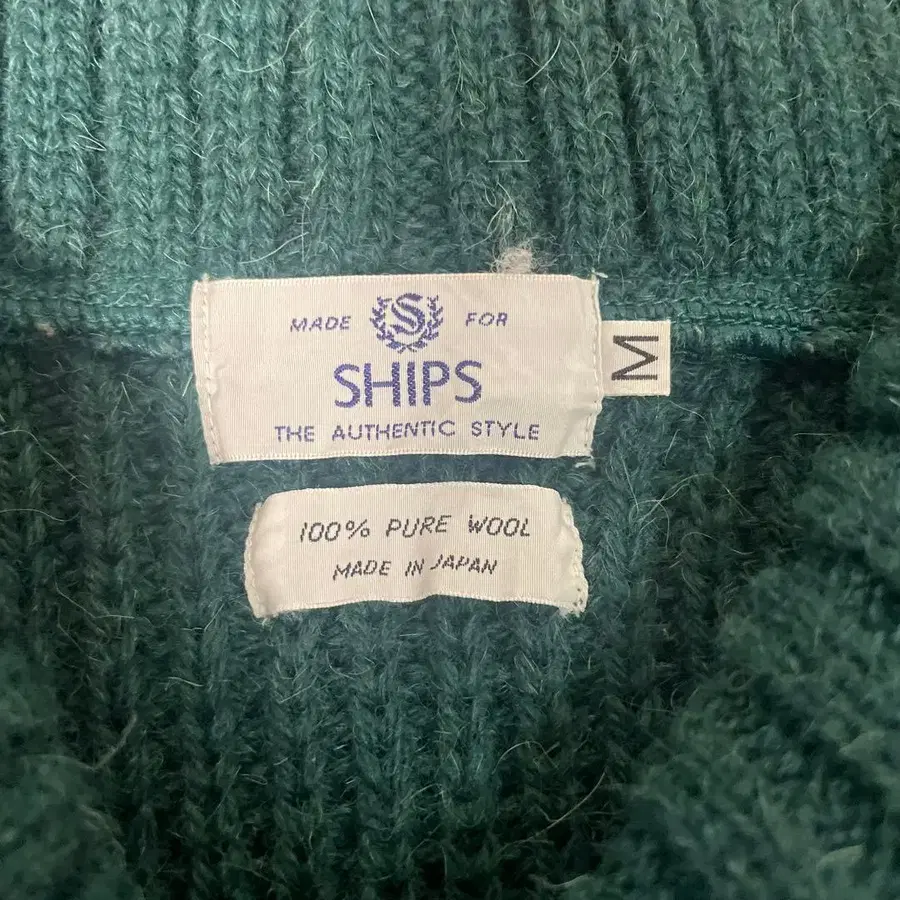 MADE S FOR
SHIPS
THE AUTHENTIC STYLE
M
100% PURE WOOL
MADE IN JAPAN